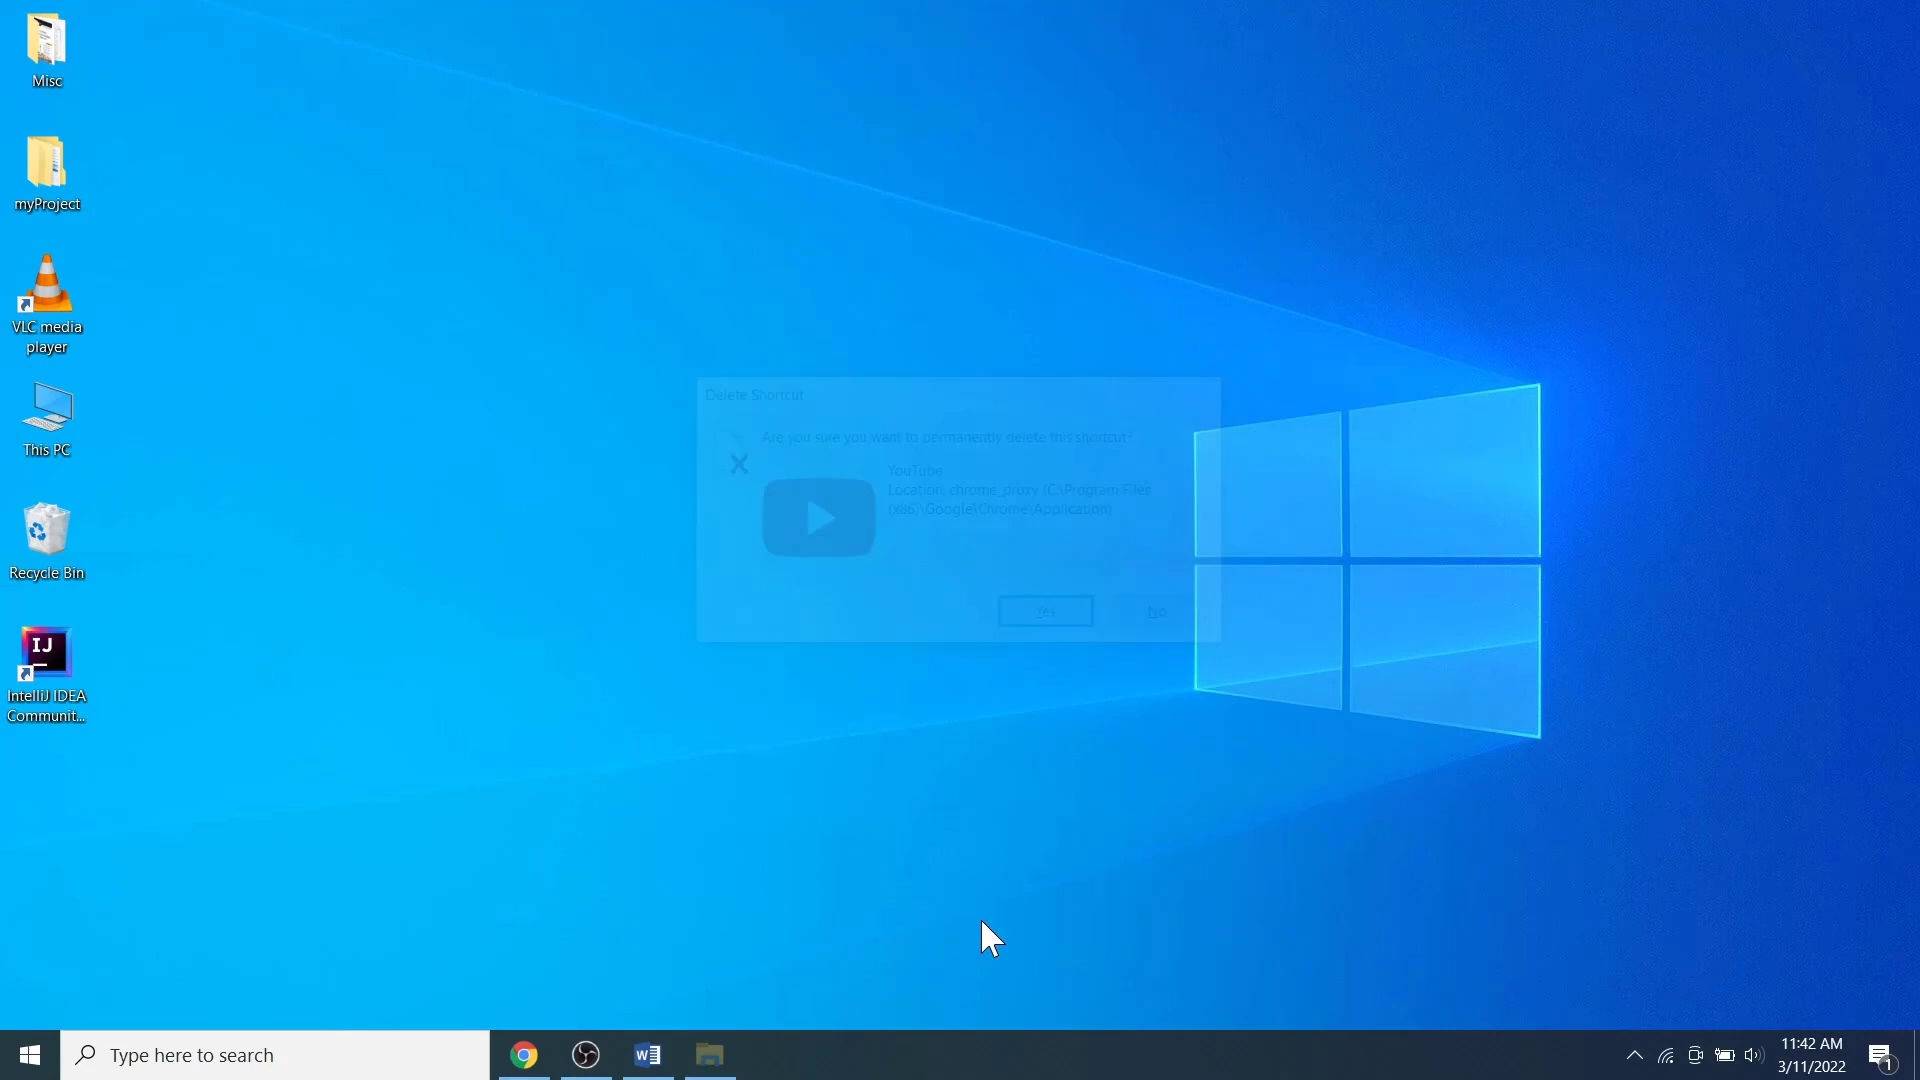 Misc
myProject
VLC media
player
This PC
Recycle Bin
IJ
IntelliJ IDEA
Communit...
Delete Shortcut
Are you sure you want to permanently delete this shortcut?
YouTube
Location: chrome_proxy (C:\Program Files
(x86)\Google\Chrome\Application)
Yes
No
Type here to search
W
11:42 AM
3/11/2022
1